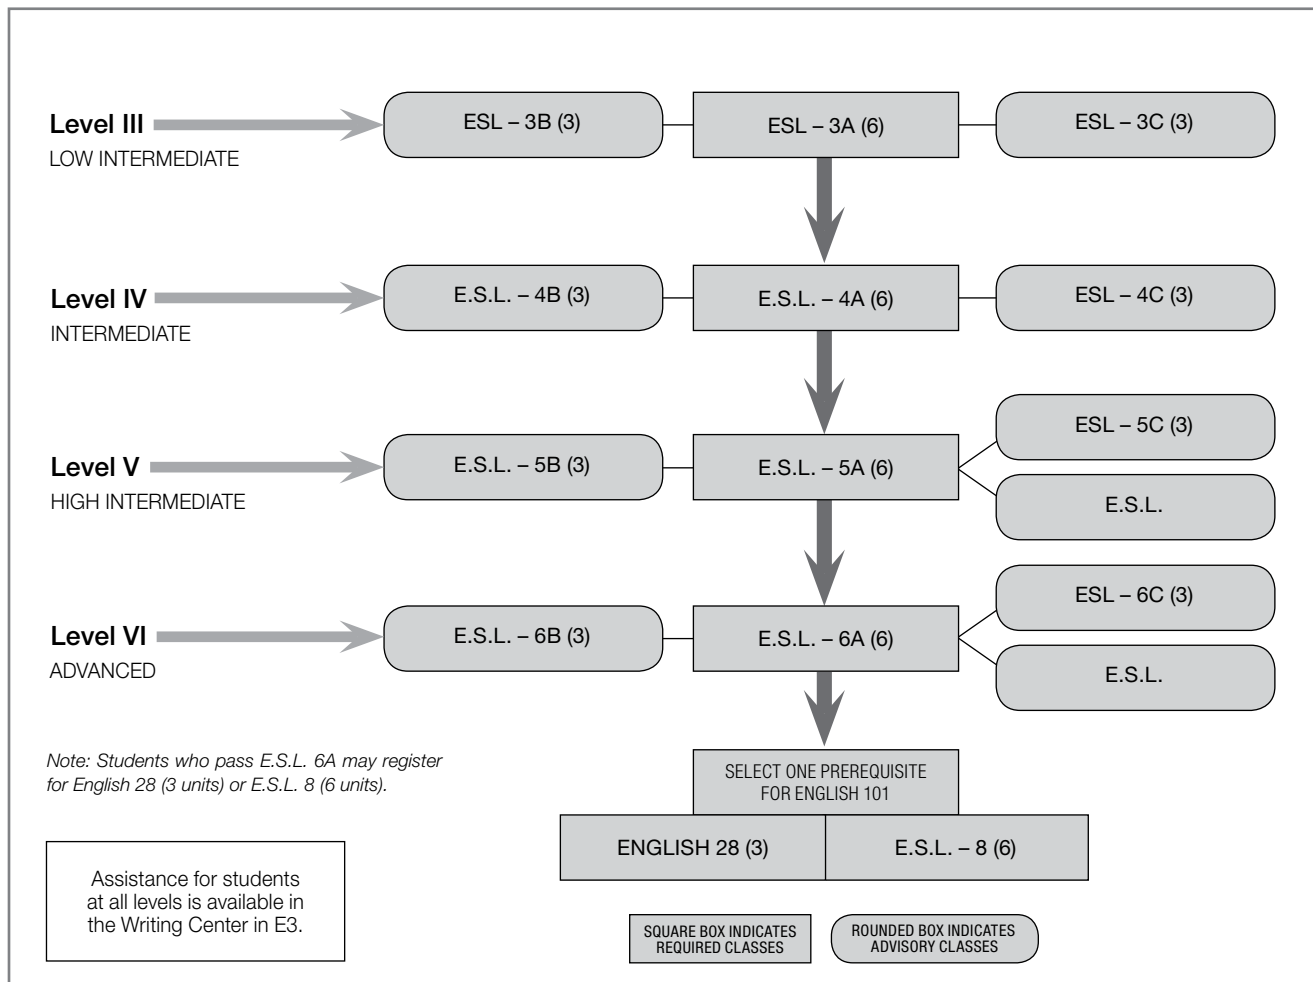 Level III
LOW INTERMEDIATE
ESL – 3B (3)
ESL – 3A (6)
ESL – 3C (3)
Level IV
INTERMEDIATE
E.S.L. – 4B (3)
E.S.L. – 4A (6)
ESL – 4C (3)
Level V
HIGH INTERMEDIATE
E.S.L. – 5B (3)
E.S.L. – 5A (6)
ESL – 5C (3)
E.S.L.
Level VI
ADVANCED
E.S.L. – 6B (3)
E.S.L. – 6A (6)
ESL – 6C (3)
E.S.L.
Note: Students who pass E.S.L. 6A may register
for English 28 (3 units) or E.S.L. 8 (6 units).
SELECT ONE PREREQUISITE
FOR ENGLISH 101
ENGLISH 28 (3)
E.S.L. – 8 (6)
Assistance for students
at all levels is available in
the Writing Center in E3.
SQUARE BOX INDICATES
REQUIRED CLASSES
ROUNDED BOX INDICATES
ADVISORY CLASSES